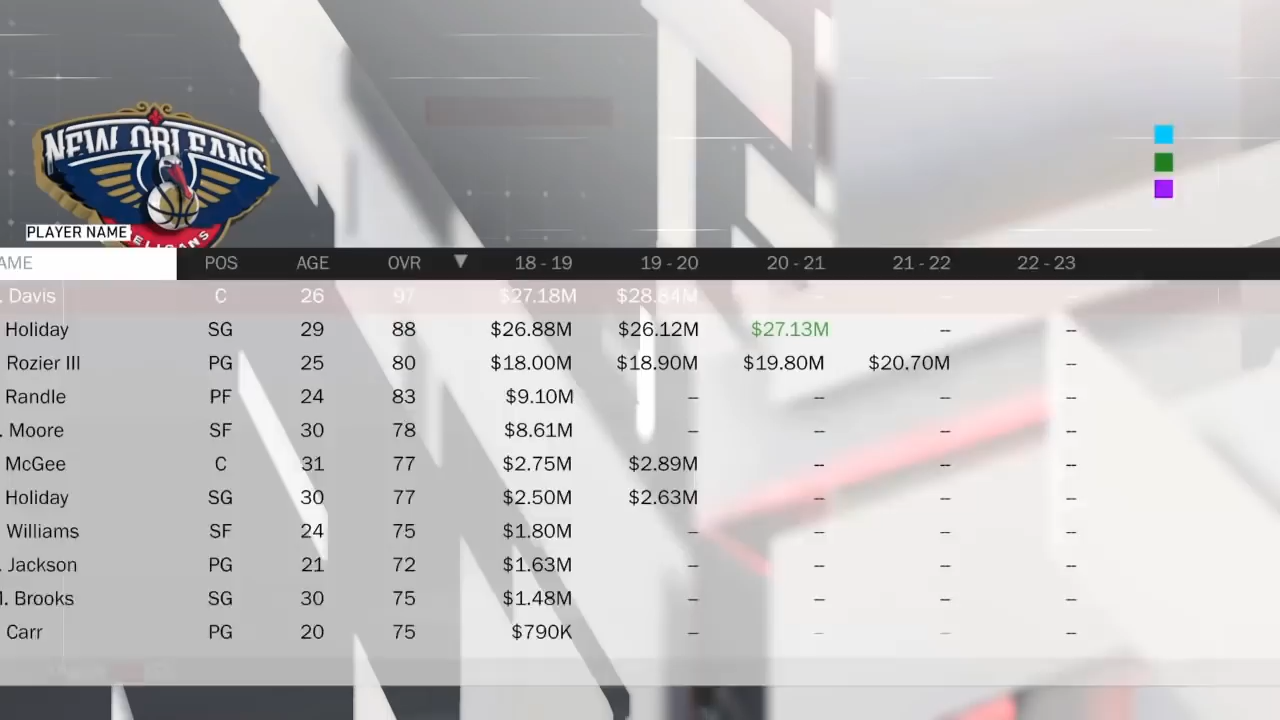 NEW ORLEANS
PELICANS
PLAYER NAME
AME POS AGE OVR 18 - 19 19 - 20 20 - 21 21 - 22 22 - 23
. Davis C 26 97 $27.18M $28.84M -- -- --
Holiday SG 29 88 $26.88M $26.12M $27.13M -- --
Rozier III PG 25 80 $18.00M $18.90M $19.80M $20.70M --
Randle PF 24 83 $9.10M -- -- -- --
. Moore SF 30 78 $8.61M -- -- -- --
McGee C 31 77 $2.75M $2.89M -- -- --
Holiday SG 30 77 $2.50M $2.63M -- -- --
Williams SF 24 75 $1.80M -- -- -- --
. Jackson PG 21 72 $1.63M -- -- -- --
M. Brooks SG 30 75 $1.48M -- -- -- --
Carr PG 20 75 $790K -- -- -- --